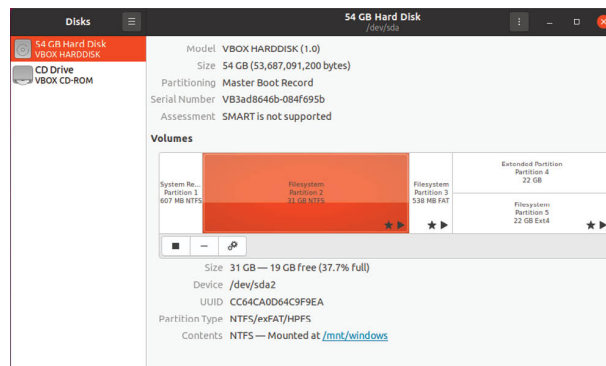 Disks
54 GB Hard Disk
/dev/sda
54 GB Hard Disk
VBOX HARDDISK
CD Drive
VBOX CD-ROM
Model VBOX HARDDISK (1.0)
Size 54 GB (53,687,091,200 bytes)
Partitioning Master Boot Record
Serial Number VB3ad8646b-084f695b
Assessment SMART is not supported
Volumes
System Re...
Partition 1
607 MB NTFS
Filesystem
Partition 2
31 GB NTFS
Filesystem
Partition 3
538 MB FAT
Extended Partition
Partition 4
22 GB
Filesystem
Partition 5
22 GB Ext4
Size 31 GB — 19 GB free (37.7% full)
Device /dev/sda2
UUID CC64CA0D64C9F9EA
Partition Type NTFS/exFAT/HPFS
Contents NTFS — Mounted at /mnt/windows